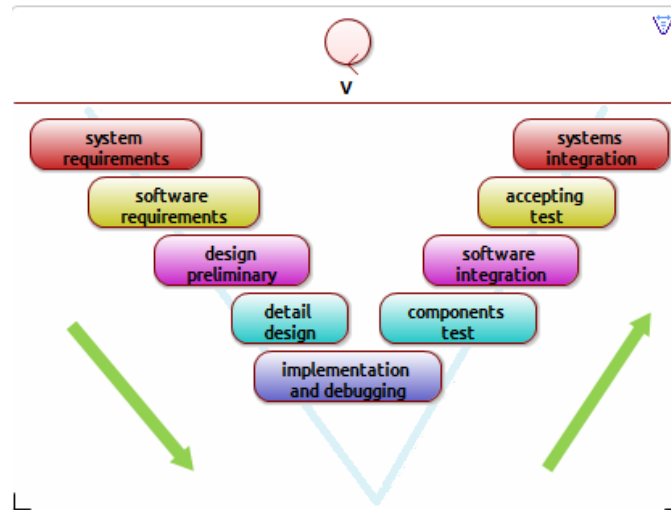 V
system
requirements
systems
integration
software
requirements
accepting
test
design
preliminary
software
integration
detail
design
components
test
implementation
and debugging